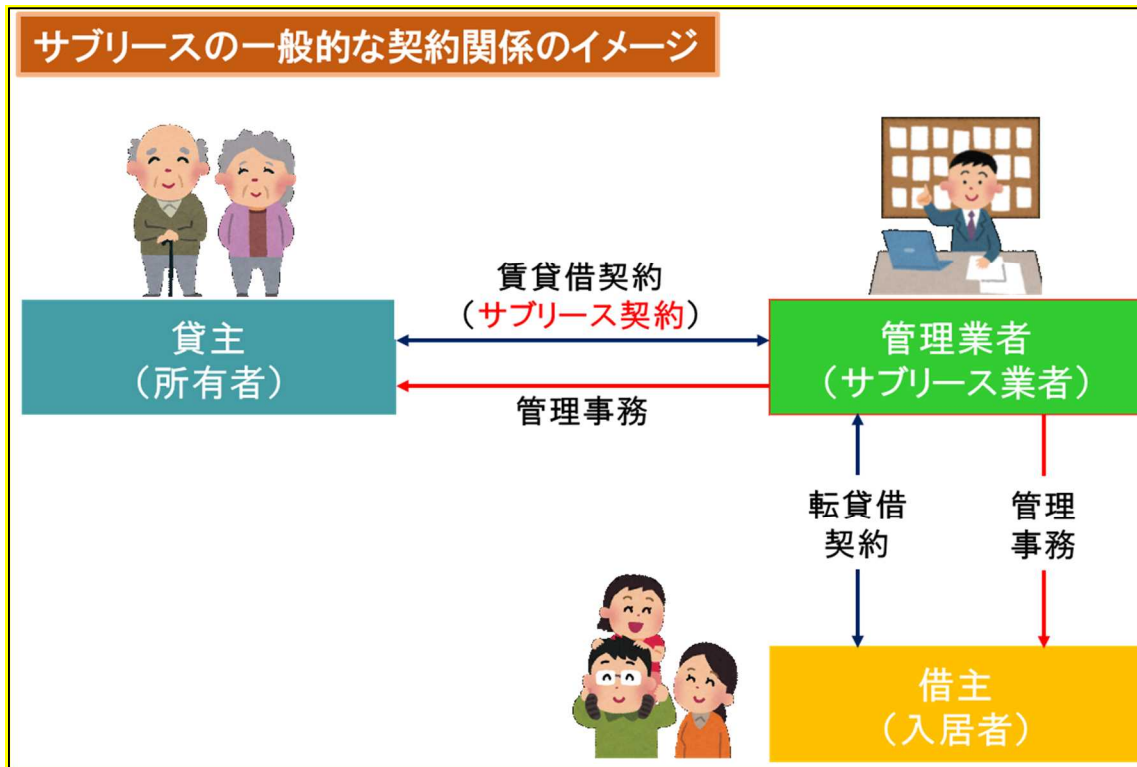 サブリースの一般的な契約関係のイメージ
賃貸借契約
（サブリース契約）
貸主
（所有者）
管理業者
（サブリース業者）
管理事務
転貸借
契約
管理
事務
借主
（入居者）